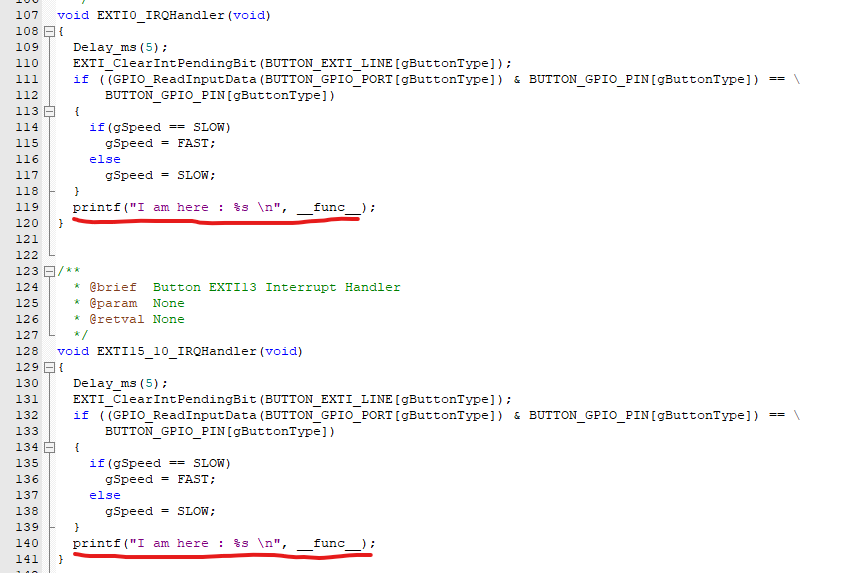 107 void EXTI0_IRQHandler(void)
108 {
109 Delay_ms(5);
110 EXTI_ClearIntPendingBit(BUTTON_EXTI_LINE[gButtonType]);
111 if ((GPIO_ReadInputData(BUTTON_GPIO_PORT[gButtonType]) & BUTTON_GPIO_PIN[gButtonType]) == \
112 BUTTON_GPIO_PIN[gButtonType])
113 {
114 if(gSpeed == SLOW)
115 gSpeed = FAST;
116 else
117 gSpeed = SLOW;
118 }
119 printf("I am here : %s \n", __func__);
120 }
121
122
123 /**
124 * @brief  Button EXTI13 Interrupt Handler
125 * @param  None
126 * @retval None
127 */
128 void EXTI15_10_IRQHandler(void)
129 {
130 Delay_ms(5);
131 EXTI_ClearIntPendingBit(BUTTON_EXTI_LINE[gButtonType]);
132 if ((GPIO_ReadInputData(BUTTON_GPIO_PORT[gButtonType]) & BUTTON_GPIO_PIN[gButtonType]) == \
133 BUTTON_GPIO_PIN[gButtonType])
134 {
135 if(gSpeed == SLOW)
136 gSpeed = FAST;
137 else
138 gSpeed = SLOW;
139 }
140 printf("I am here : %s \n", __func__);
141 }